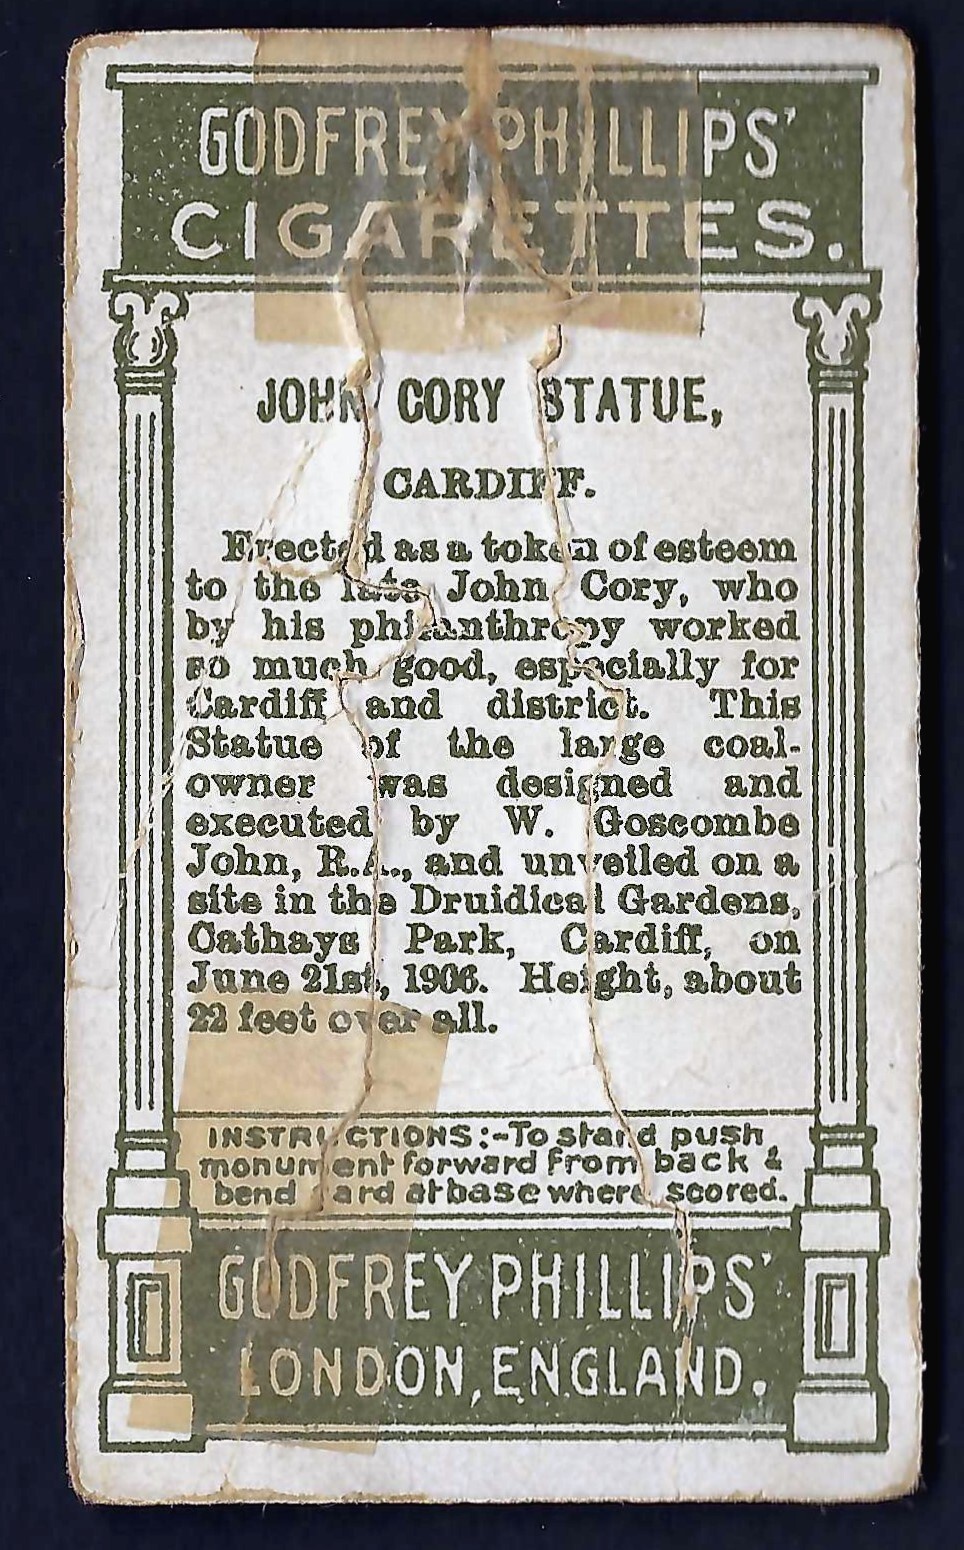 GODFREY PHILLIPS'
CIGARETTES.
JOHN CORY STATUE,
CARDIFF.
Erected as a token of esteem
to the late John Cory, who
by his philanthropy worked
so much good, especially for
Cardiff and district. This
Statue of the large coal-
owner was designed and
executed by W. Goscombe
John, R.A., and unveiled on a
site in the Druidical Gardens,
Cathays Park, Cardiff, on
June 21st, 1906. Height, about
22 feet over all.
INSTRUCTIONS:-To stand push
monument forward from back &
bend card at base where scored.
GODFREY PHILLIPS'
LONDON, ENGLAND.